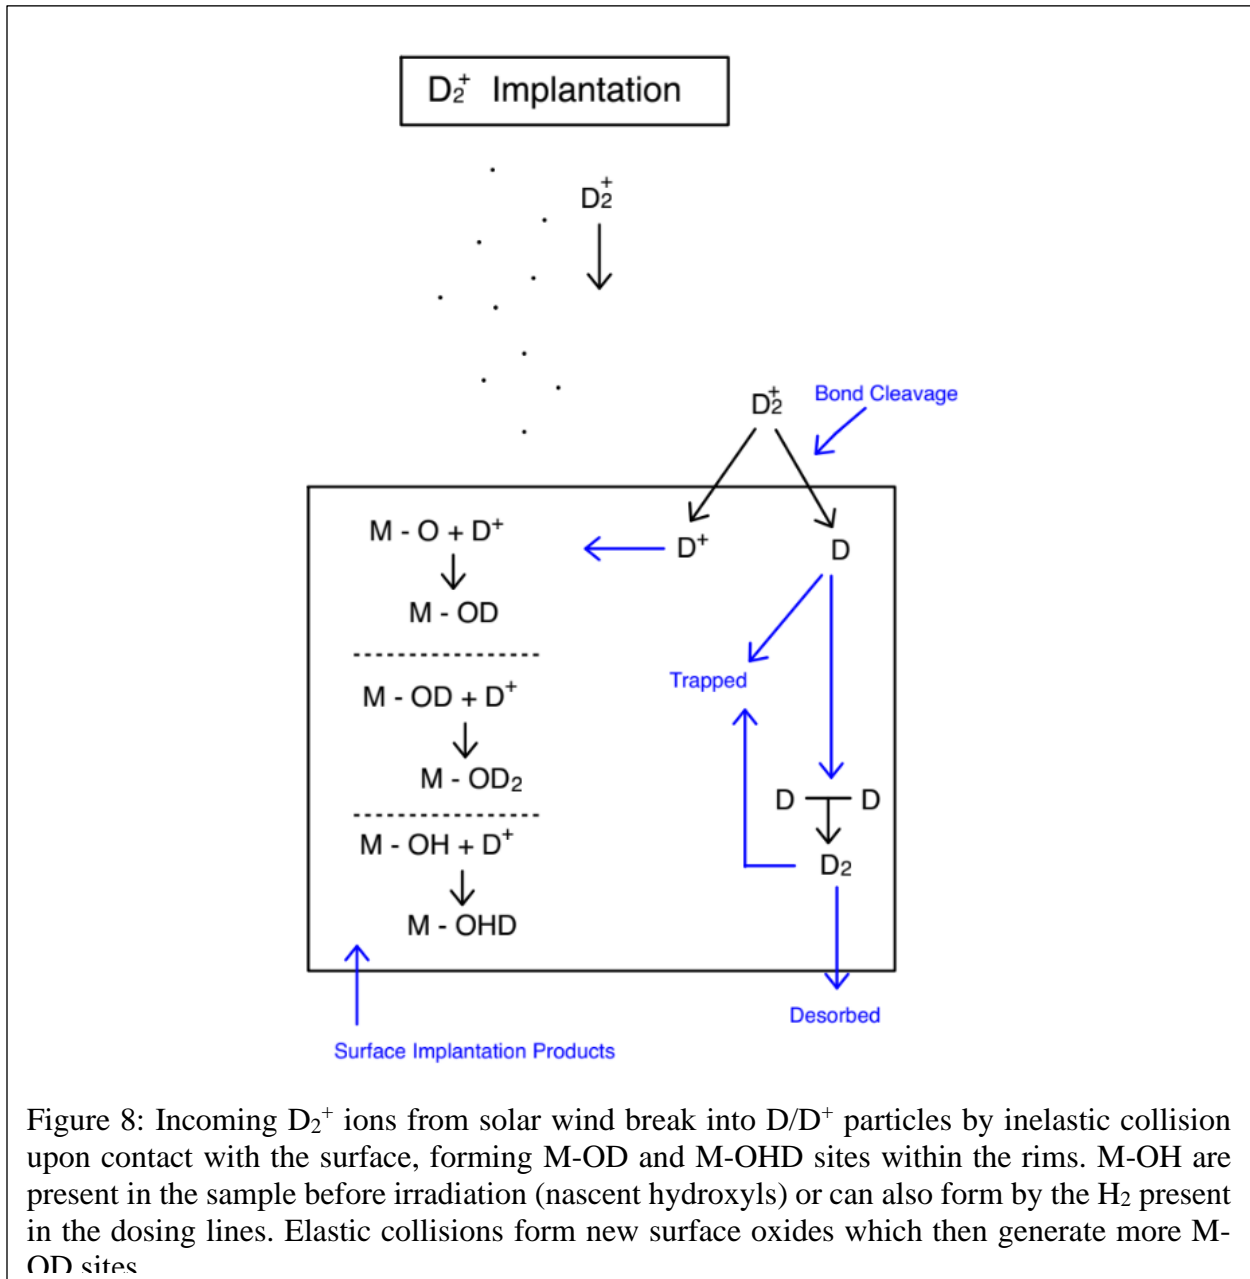 D₂⁺ Implantation
D₂⁺
D₂⁺
Bond Cleavage
M - O + D⁺
D⁺
D
M - OD
Trapped
M - OD + D⁺
M - OD₂
D D
M - OH + D⁺
D₂
M - OHD
Desorbed
Surface Implantation Products
Figure 8: Incoming D₂⁺ ions from solar wind break into D/D⁺ particles by inelastic collision
upon contact with the surface, forming M-OD and M-OHD sites within the rims. M-OH are
present in the sample before irradiation (nascent hydroxyls) or can also form by the H₂ present
in the dosing lines. Elastic collisions form new surface oxides which then generate more M-
OD sites